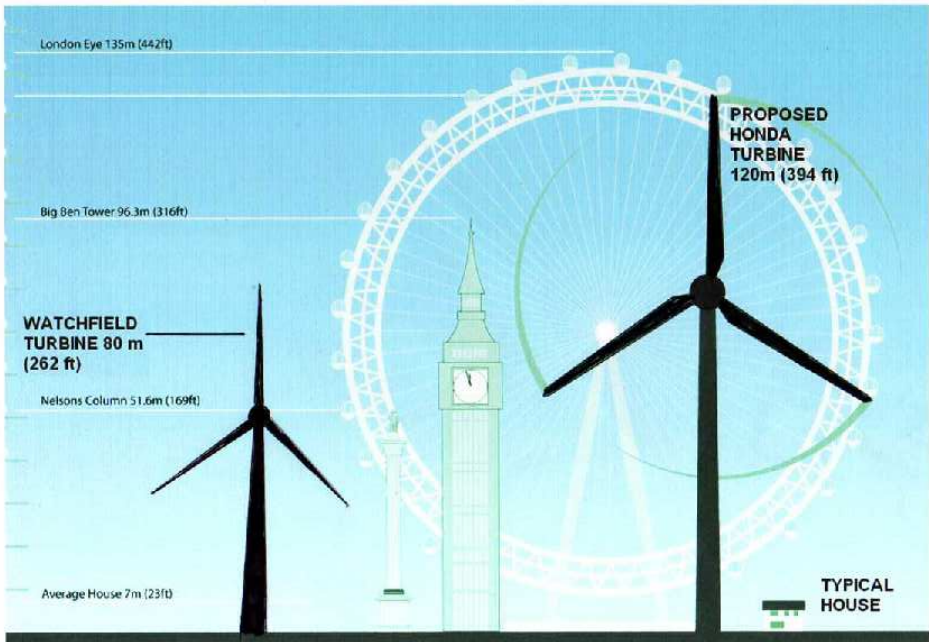 London Eye 135m (442ft)
PROPOSED
HONDA
TURBINE
120m (394 ft)
Big Ben Tower 96.3m (316ft)
WATCHFIELD
TURBINE 80 m
(262 ft)
Nelsons Column 51.6m (169ft)
Average House 7m (23ft)
TYPICAL
HOUSE